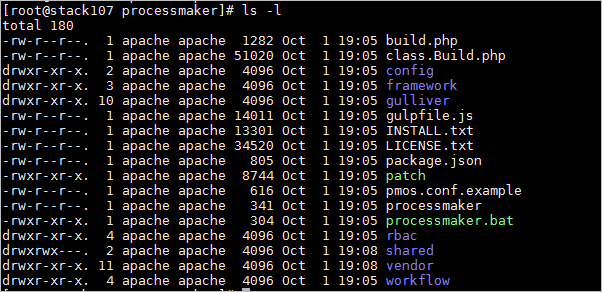 [root@stack107 processmaker]# ls -l
total 180
-rw-r--r--. 1 apache apache 1282 Oct 1 19:05 build.php
-rw-r--r--. 1 apache apache 51020 Oct 1 19:05 class.Build.php
drwxr-xr-x. 2 apache apache 4096 Oct 1 19:05 config
drwxr-xr-x. 3 apache apache 4096 Oct 1 19:05 framework
drwxr-xr-x. 10 apache apache 4096 Oct 1 19:05 gulliver
-rw-r--r--. 1 apache apache 14011 Oct 1 19:05 gulpfile.js
-rw-r--r--. 1 apache apache 13301 Oct 1 19:05 INSTALL.txt
-rw-r--r--. 1 apache apache 34520 Oct 1 19:05 LICENSE.txt
-rw-r--r--. 1 apache apache 805 Oct 1 19:05 package.json
-rwxr-xr-x. 1 apache apache 8744 Oct 1 19:05 patch
-rw-r--r--. 1 apache apache 616 Oct 1 19:05 pmos.conf.example
-rw-r--r--. 1 apache apache 341 Oct 1 19:05 processmaker
-rwxr-xr-x. 1 apache apache 304 Oct 1 19:05 processmaker.bat
drwxr-xr-x. 4 apache apache 4096 Oct 1 19:05 rbac
drwxrwx---. 2 apache apache 4096 Oct 1 19:08 shared
drwxr-xr-x. 11 apache apache 4096 Oct 1 19:08 vendor
drwxr-xr-x. 4 apache apache 4096 Oct 1 19:05 workflow